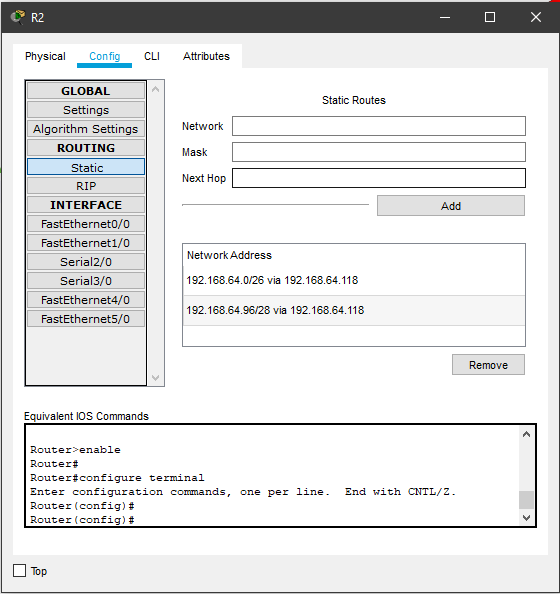 R2
Physical Config CLI Attributes
GLOBAL
Settings
Algorithm Settings
ROUTING
Static
RIP
INTERFACE
FastEthernet0/0
FastEthernet1/0
Serial2/0
Serial3/0
FastEthernet4/0
FastEthernet5/0
Static Routes
Network
Mask
Next Hop
Add
Network Address
192.168.64.0/26 via 192.168.64.118
192.168.64.96/28 via 192.168.64.118
Remove
Equivalent IOS Commands
Router>enable
Router#
Router#configure terminal
Enter configuration commands, one per line.  End with CNTL/Z.
Router(config)#
Router(config)#
Top